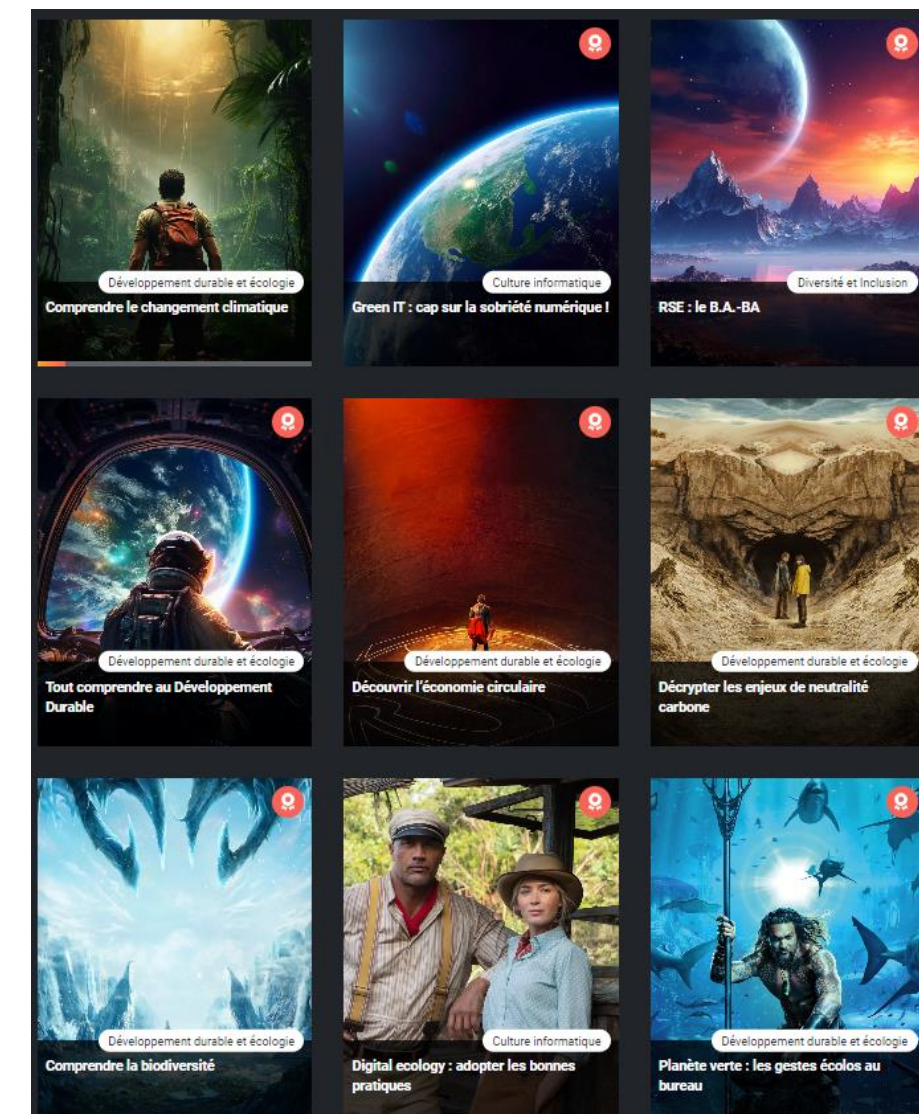 Développement durable et écologie
Comprendre le changement climatique
Culture informatique
Green IT : cap sur la sobriété numérique !
Diversité et Inclusion
RSE : le B.A.-BA
Développement durable et écologie
Tout comprendre au Développement
Durable
Développement durable et écologie
Découvrir l'économie circulaire
Développement durable et écologie
Décrypter les enjeux de neutralité
carbone
Développement durable et écologie
Comprendre la biodiversité
Culture informatique
Digital ecology : adopter les bonnes
pratiques
Développement durable et écologie
Planète verte : les gestes écolos au
bureau